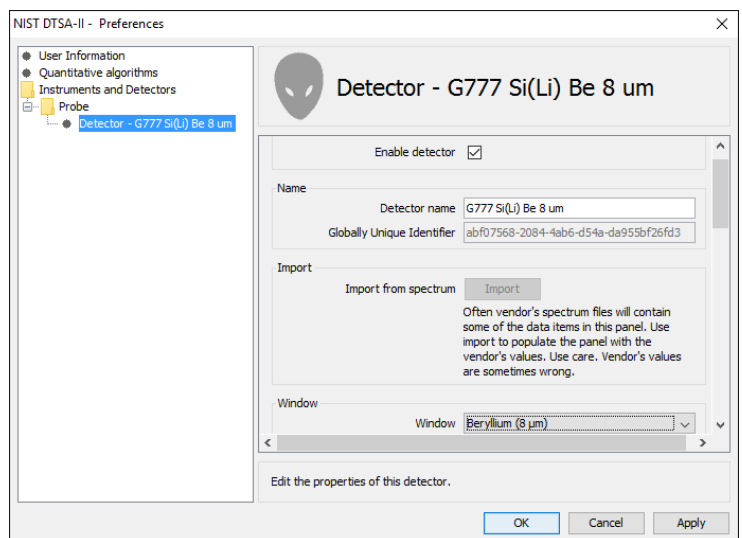 NIST DTSA-II - Preferences
User Information
Quantitative algorithms
Instruments and Detectors
Probe
Detector - G777 Si(Li) Be 8 um
Detector - G777 Si(Li) Be 8 um
Enable detector
Name
Detector name G777 Si(Li) Be 8 um
Globally Unique Identifier abf07568-2084-4ab6-d54a-da955bf26fd3
Import
Import from spectrum Import
Often vendor's spectrum files will contain
some of the data items in this panel. Use
import to populate the panel with the
vendor's values. Use care. Vendor's values
are sometimes wrong.
Window
Window Beryllium (8 µm)
Edit the properties of this detector.
OK Cancel Apply